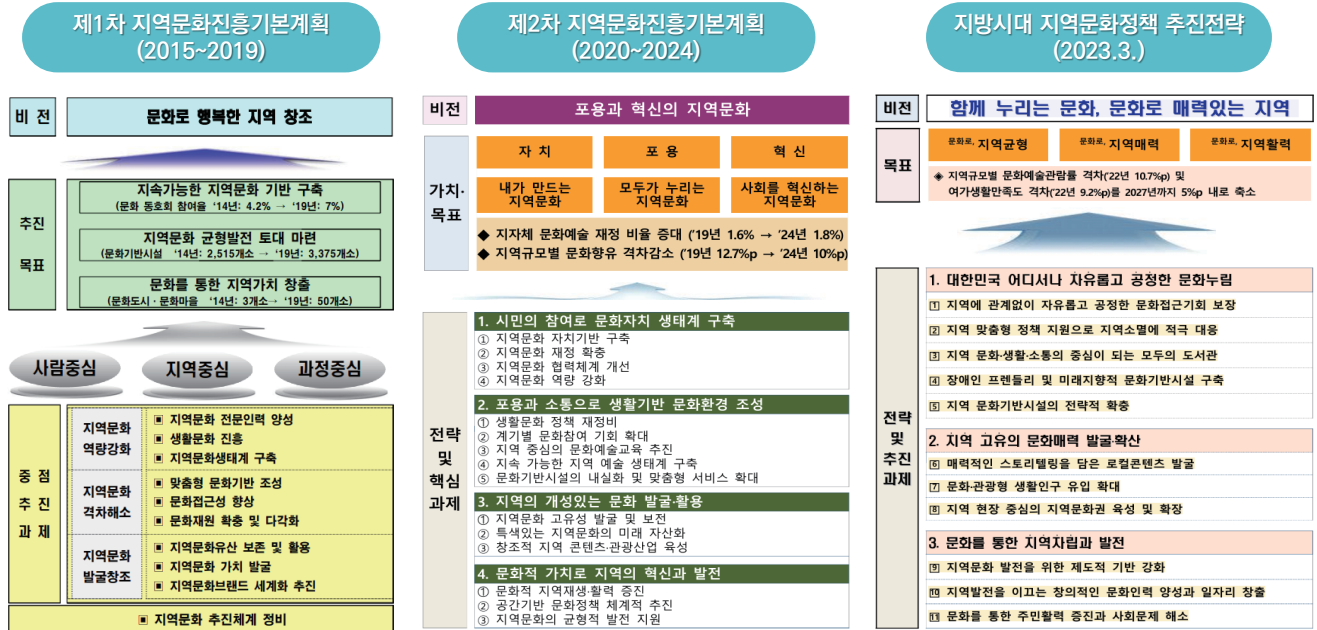 제1차 지역문화진흥기본계획
(2015~2019)
비 전
문화로 행복한 지역 창조
추진
목표
지속가능한 지역문화 기반 구축
(문화 동호회 참여율 ‘14년: 4.2% → ‘19년: 7%)
지역문화 균형발전 토대 마련
(문화기반시설 ‘14년: 2,515개소 → ‘19년: 3,375개소)
문화를 통한 지역가치 창출
(문화도시 · 문화마을 ‘14년: 3개소→ ‘19년: 50개소)
사람중심
지역중심
과정중심
중 점
추 진
과 제
지역문화
역량강화
▣ 지역문화 전문인력 양성
▣ 생활문화 진흥
▣ 지역문화생태계 구축
지역문화
격차해소
▣ 맞춤형 문화기반 조성
▣ 문화접근성 향상
▣ 문화재원 확충 및 다각화
지역문화
발굴창조
▣ 지역문화유산 보존 및 활용
▣ 지역문화 가치 발굴
▣ 지역문화브랜드 세계화 추진
▣ 지역문화 추진체계 정비
제2차 지역문화진흥기본계획
(2020~2024)
비전
포용과 혁신의 지역문화
가치·
목표
자 치
포 용
혁 신
내가 만드는
지역문화
모두가 누리는
지역문화
사회를 혁신하는
지역문화
◆ 지자체 문화예술 재정 비율 증대 (’19년 1.6% → ’24년 1.8%)
◆ 지역규모별 문화향유 격차감소 (’19년 12.7%p → ’24년 10%p)
전략
및
핵심
과제
1. 시민의 참여로 문화자치 생태계 구축
① 지역문화 자치기반 구축
② 지역문화 재정 확충
③ 지역문화 협력체계 개선
④ 지역문화 역량 강화
2. 포용과 소통으로 생활기반 문화환경 조성
① 생활문화 정책 재정비
② 계기별 문화참여 기회 확대
③ 지역 중심의 문화예술교육 추진
④ 지속 가능한 지역 예술 생태계 구축
⑤ 문화기반시설의 내실화 및 맞춤형 서비스 확대
3. 지역의 개성있는 문화 발굴·활용
① 지역문화 고유성 발굴 및 보전
② 특색있는 지역문화의 미래 자산화
③ 창조적 지역 콘텐츠·관광산업 육성
4. 문화적 가치로 지역의 혁신과 발전
① 문화적 지역재생·활력 증진
② 공간기반 문화정책 체계적 추진
③ 지역문화의 균형적 발전 지원
지방시대 지역문화정책 추진전략
(2023.3.)
비전
함께 누리는 문화, 문화로 매력있는 지역
목표
문화로, 지역균형
문화로, 지역매력
문화로, 지역활력
◈ 지역규모별 문화예술관람률 격차(’22년 10.7%p) 및
여가생활만족도 격차(’22년 9.2%p)를 2027년까지 5%p 내로 축소
전략
및
추진
과제
1. 대한민국 어디서나 자유롭고 공정한 문화누림
1 지역에 관계없이 자유롭고 공정한 문화접근기회 보장
2 지역 맞춤형 정책 지원으로 지역소멸에 적극 대응
3 지역 문화·생활·소통의 중심이 되는 모두의 도서관
4 장애인 프렌들리 및 미래지향적 문화기반시설 구축
5 지역 문화기반시설의 전략적 확충
2. 지역 고유의 문화매력 발굴·확산
6 매력적인 스토리텔링을 담은 로컬콘텐츠 발굴
7 문화·관광형 생활인구 유입 확대
8 지역 현장 중심의 지역문화권 육성 및 확장
3. 문화를 통한 지역자립과 발전
9 지역문화 발전을 위한 제도적 기반 강화
10 지역발전을 이끄는 창의적인 문화인력 양성과 일자리 창출
11 문화를 통한 주민활력 증진과 사회문제 해소